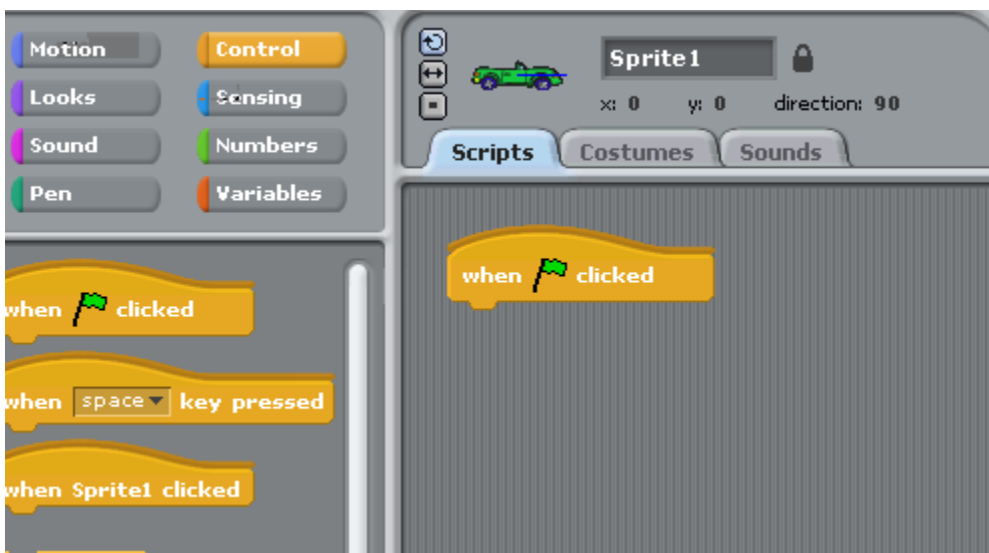 Motion Control
Looks Sensing
Sound Numbers
Pen Variables
Sprite1
x: 0 y: 0 direction: 90
Scripts Costumes Sounds
when clicked
when space key pressed
when Sprite1 clicked
when clicked